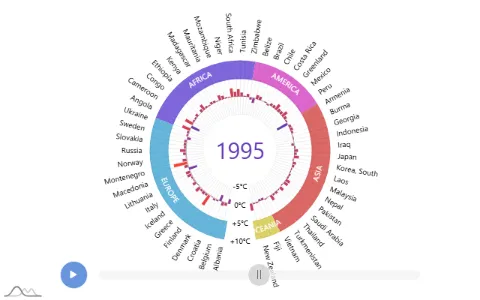 AFRICA
AMERICA
ASIA
CEANIA
EUROPE
1995
-5°C
0°C
+5°C
+10°C
Albania
Belgium
Croatia
Denmark
Finland
Greece
Iceland
Italy
Lithuania
Macedonia
Montenegro
Norway
Russia
Slovakia
Sweden
Ukraine
Angola
Cameroon
Congo
Ethiopia
Kenya
Madagascar
Mauritania
Mozambique
Niger
South Africa
Tunisia
Zimbabwe
Belize
Brazil
Chile
Costa Rica
Greenland
Mexico
Peru
Armenia
Burma
Georgia
Indonesia
Iraq
Japan
Korea, South
Laos
Malaysia
Nepal
Pakistan
Saudi Arabia
Thailand
Turkmenistan
Vietnam
Fiji